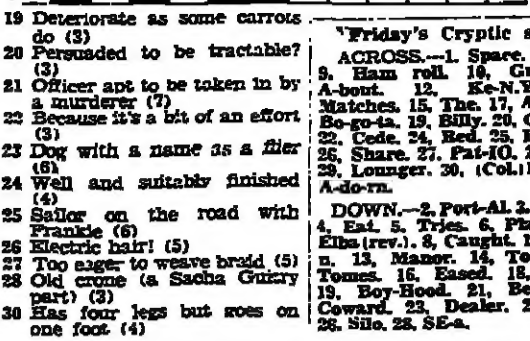 19 Deteriorate as some carrots
do (3)
20 Persuaded to be tractable?
(3)
21 Officer apt to be taken in by
a murderer (7)
22 Because it's a bit of an effort
(3)
23 Dog with a name as a flier
(6)
24 Well and suitably finished
(4)
25 Sailor on the road with
Frankie (6)
26 Electric hair! (5)
27 Too eager to weave braid (5)
28 Old crone (a Sacha Guitry
part) (3)
30 Has four legs but goes on
one foot (4)
Friday's Cryptic s
ACROSS.—1. Spare.
9. Ham roll. 10, G
A-bout. 12, Ke-N.Y
Matches. 15, The. 17, A
Bo-go-ta. 19, Billy. 20,
22, Cede. 24, Red. 25,
26, Share. 27. Pat-IO.
29, Lounger. 30, (Col.)
A-do-rn.
DOWN.—2, Port-Al. 3,
4, Eat. 5, Tries. 6,
Elba (rev.). 8, Caught.
n. 13, Manor. 14, To
Tomes. 16, Eased. 18
19, Boy-Hood. 21, Be
Coward. 23, Dealer. 2
26, Silo. 28, SE-a.